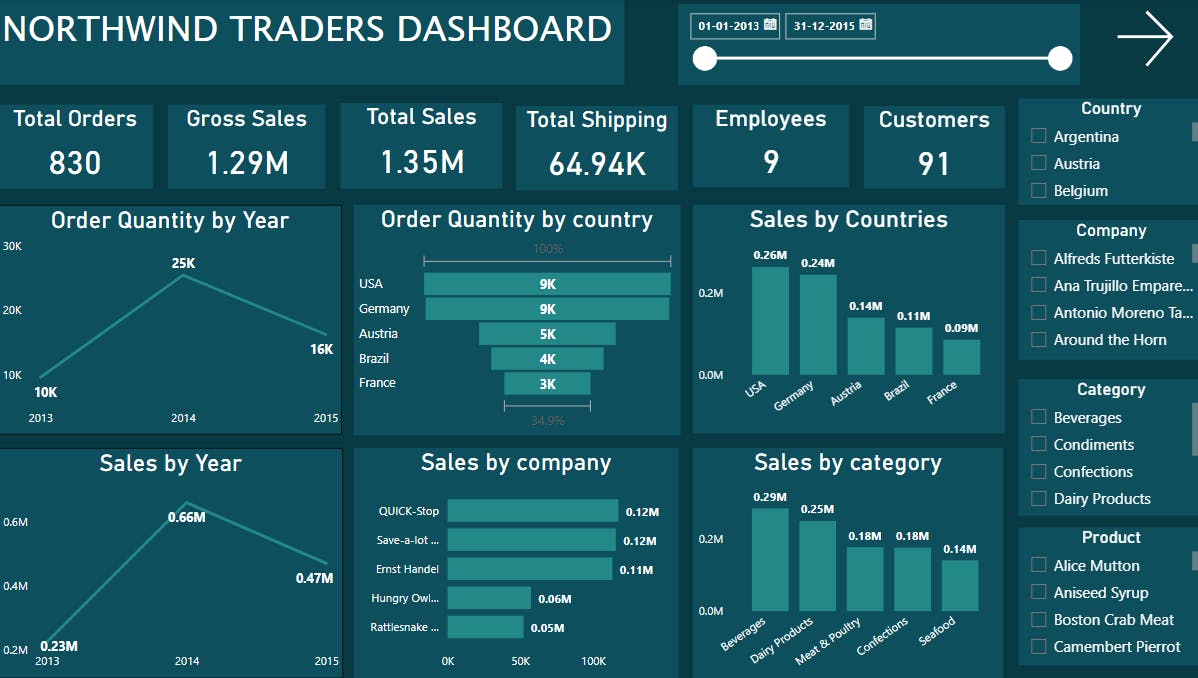 NORTHWIND TRADERS DASHBOARD
01-01-2013
31-12-2015
Total Orders
830
Gross Sales
1.29M
Total Sales
1.35M
Total Shipping
64.94K
Employees
9
Customers
91
Country
Argentina
Austria
Belgium
Company
Alfreds Futterkiste
Ana Trujillo Empare...
Antonio Moreno Ta...
Around the Horn
Category
Beverages
Condiments
Confections
Dairy Products
Product
Alice Mutton
Aniseed Syrup
Boston Crab Meat
Camembert Pierrot
Order Quantity by Year
30K
20K
10K
10K
25K
16K
2013
2014
2015
Order Quantity by country
100%
USA 9K
Germany 9K
Austria 5K
Brazil 4K
France 3K
34.9%
Sales by Countries
0.2M
0.0M
0.26M
0.24M
0.14M
0.11M
0.09M
USA
Germany
Austria
Brazil
France
Sales by Year
0.6M
0.4M
0.2M
0.23M
0.66M
0.47M
2013
2014
2015
Sales by company
QUICK-Stop 0.12M
Save-a-lot ... 0.12M
Ernst Handel 0.11M
Hungry Owl... 0.06M
Rattlesnake ... 0.05M
0K
50K
100K
Sales by category
0.2M
0.0M
0.29M
0.25M
0.18M
0.18M
0.14M
Beverages
Dairy Products
Meat & Poultry
Confections
Seafood